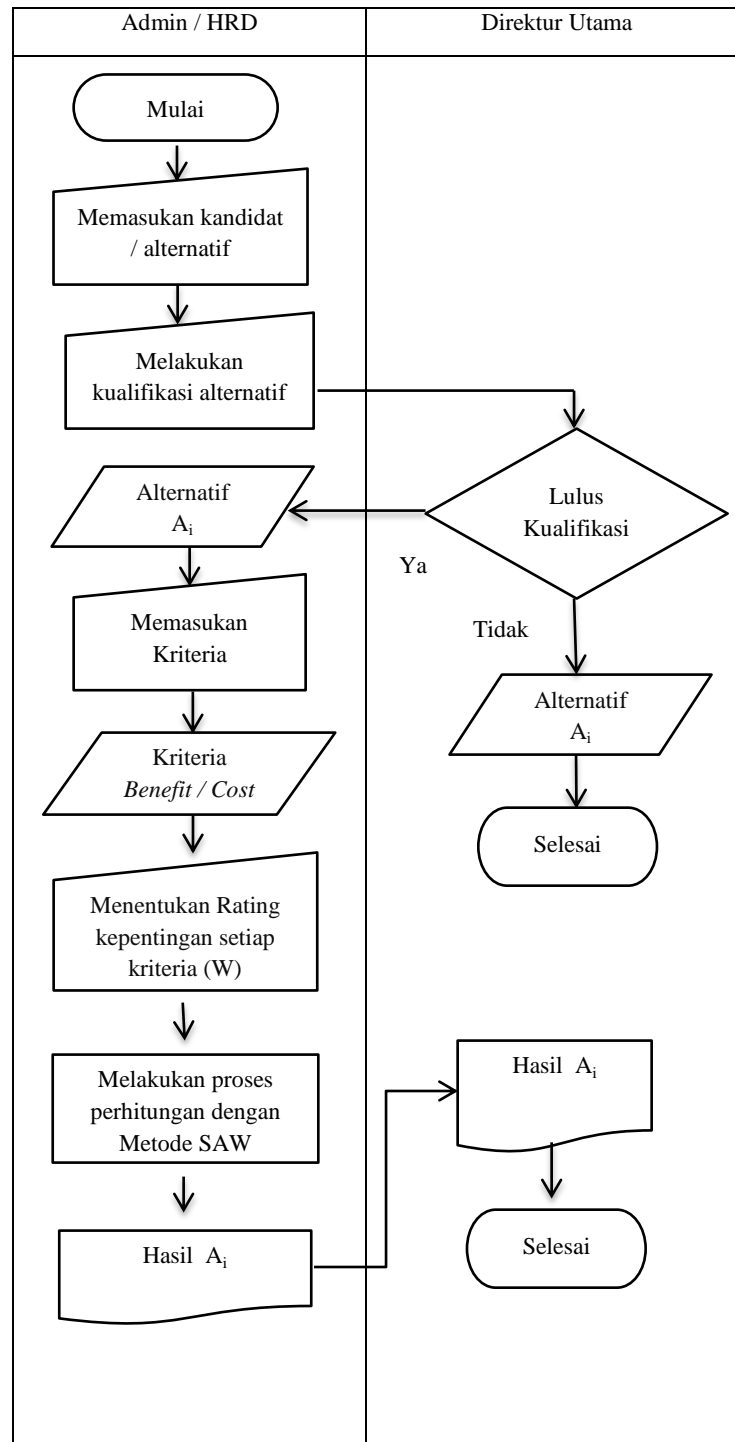 Admin / HRD
Direktur Utama
Mulai
Memasukan kandidat
/ alternatif
Melakukan
kualifikasi alternatif
Lulus
Kualifikasi
Ya
Tidak
Alternatif
Aᵢ
Alternatif
Aᵢ
Selesai
Memasukan
Kriteria
Kriteria
Benefit / Cost
Menentukan Rating
kepentingan setiap
kriteria (W)
Melakukan proses
perhitungan dengan
Metode SAW
Hasil Aᵢ
Hasil Aᵢ
Selesai